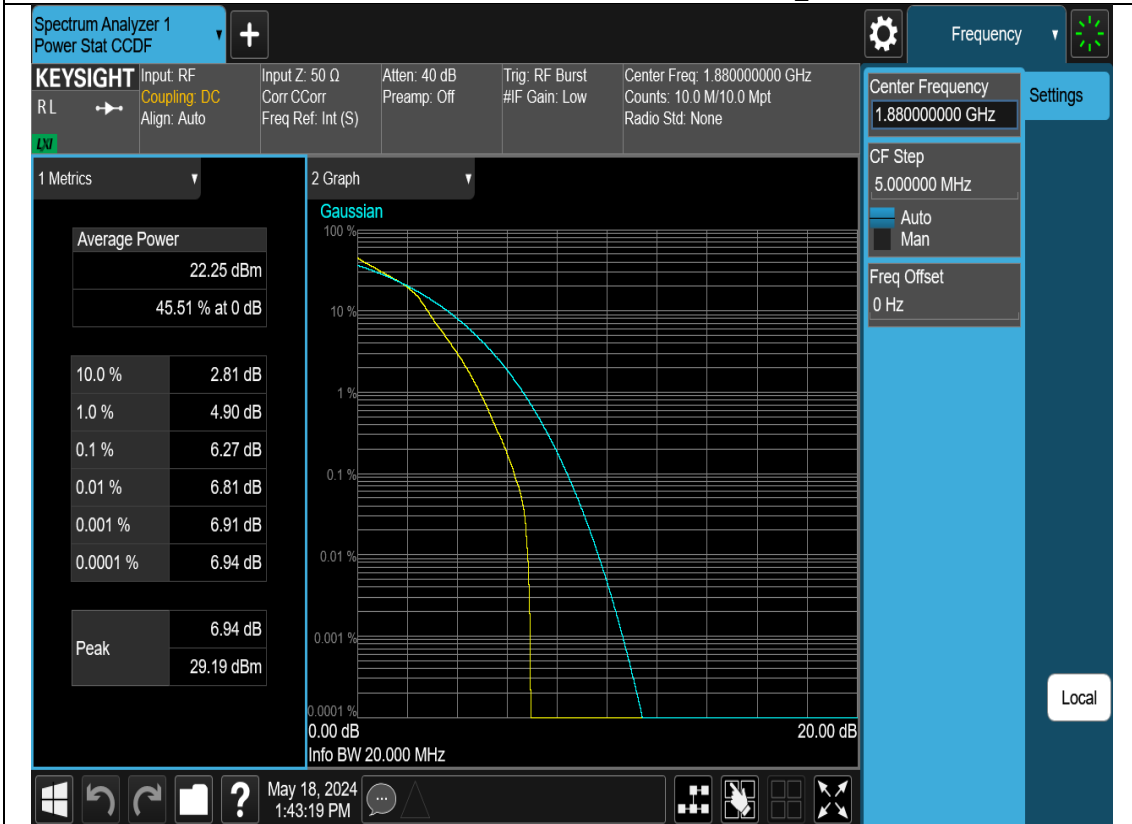 Spectrum Analyzer 1
Power Stat CCDF
Frequency
KEYSIGHT
R L
LXI
Input: RF
Coupling: DC
Align: Auto
Input Z: 50 Ω
Corr CCorr
Freq Ref: Int (S)
Atten: 40 dB
Preamp: Off
Trig: RF Burst
#IF Gain: Low
Center Freq: 1.880000000 GHz
Counts: 10.0 M/10.0 Mpt
Radio Std: None
Center Frequency
1.880000000 GHz
Settings
CF Step
5.000000 MHz
Auto
Man
Freq Offset
0 Hz
Local
1 Metrics
Average Power
22.25 dBm
45.51 % at 0 dB
10.0 % 2.81 dB
1.0 % 4.90 dB
0.1 % 6.27 dB
0.01 % 6.81 dB
0.001 % 6.91 dB
0.0001 % 6.94 dB
Peak
6.94 dB
29.19 dBm
2 Graph
Gaussian
100 %
10 %
1 %
0.1 %
0.01 %
0.001 %
0.0001 %
0.00 dB 20.00 dB
Info BW 20.000 MHz
? May 18, 2024
1:43:19 PM